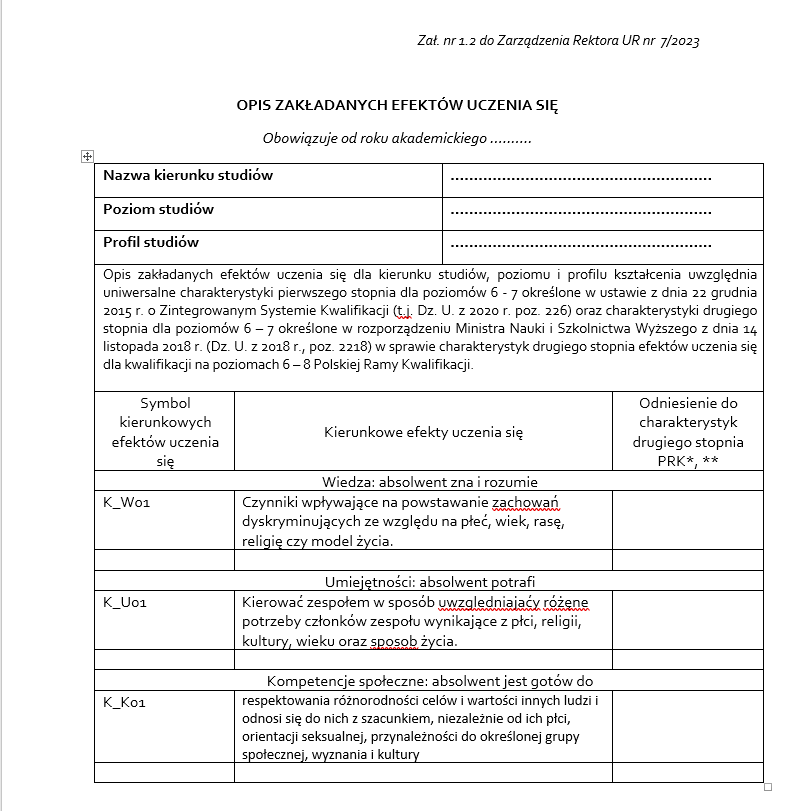 Zał. nr 1.2 do Zarządzenia Rektora UR nr 7/2023
OPIS ZAKŁADANYCH EFEKTÓW UCZENIA SIĘ
Obowiązuje od roku akademickiego ..........
Nazwa kierunku studiów ........................................................
Poziom studiów ........................................................
Profil studiów ........................................................
Opis zakładanych efektów uczenia się dla kierunku studiów, poziomu i profilu kształcenia uwzględnia
uniwersalne charakterystyki pierwszego stopnia dla poziomów 6 - 7 określone w ustawie z dnia 22 grudnia
2015 r. o Zintegrowanym Systemie Kwalifikacji (t.j. Dz. U. z 2020 r. poz. 226) oraz charakterystyki drugiego
stopnia dla poziomów 6 – 7 określone w rozporządzeniu Ministra Nauki i Szkolnictwa Wyższego z dnia 14
listopada 2018 r. (Dz. U. z 2018 r., poz. 2218) w sprawie charakterystyk drugiego stopnia efektów uczenia się
dla kwalifikacji na poziomach 6 – 8 Polskiej Ramy Kwalifikacji.
Symbol
kierunkowych
efektów uczenia
się
Kierunkowe efekty uczenia się
Odniesienie do
charakterystyk
drugiego stopnia
PRK*, **
Wiedza: absolwent zna i rozumie
K_W01
Czynniki wpływające na powstawanie zachowań
dyskryminujących ze względu na płeć, wiek, rasę,
religię czy model życia.
Umiejętności: absolwent potrafi
K_U01
Kierować zespołem w sposób uwzgledniajaćy różęne
potrzeby członków zespołu wynikające z płci, religii,
kultury, wieku oraz sposob życia.
Kompetencje społeczne: absolwent jest gotów do
K_K01
respektowania różnorodności celów i wartości innych ludzi i
odnosi się do nich z szacunkiem, niezależnie od ich płci,
orientacji seksualnej, przynależności do określonej grupy
społecznej, wyznania i kultury